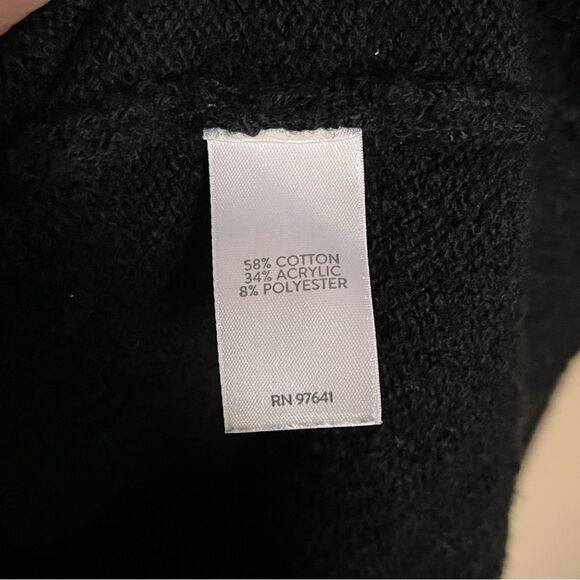 58% COTTON
34% ACRYLIC
8% POLYESTER
RN 97641